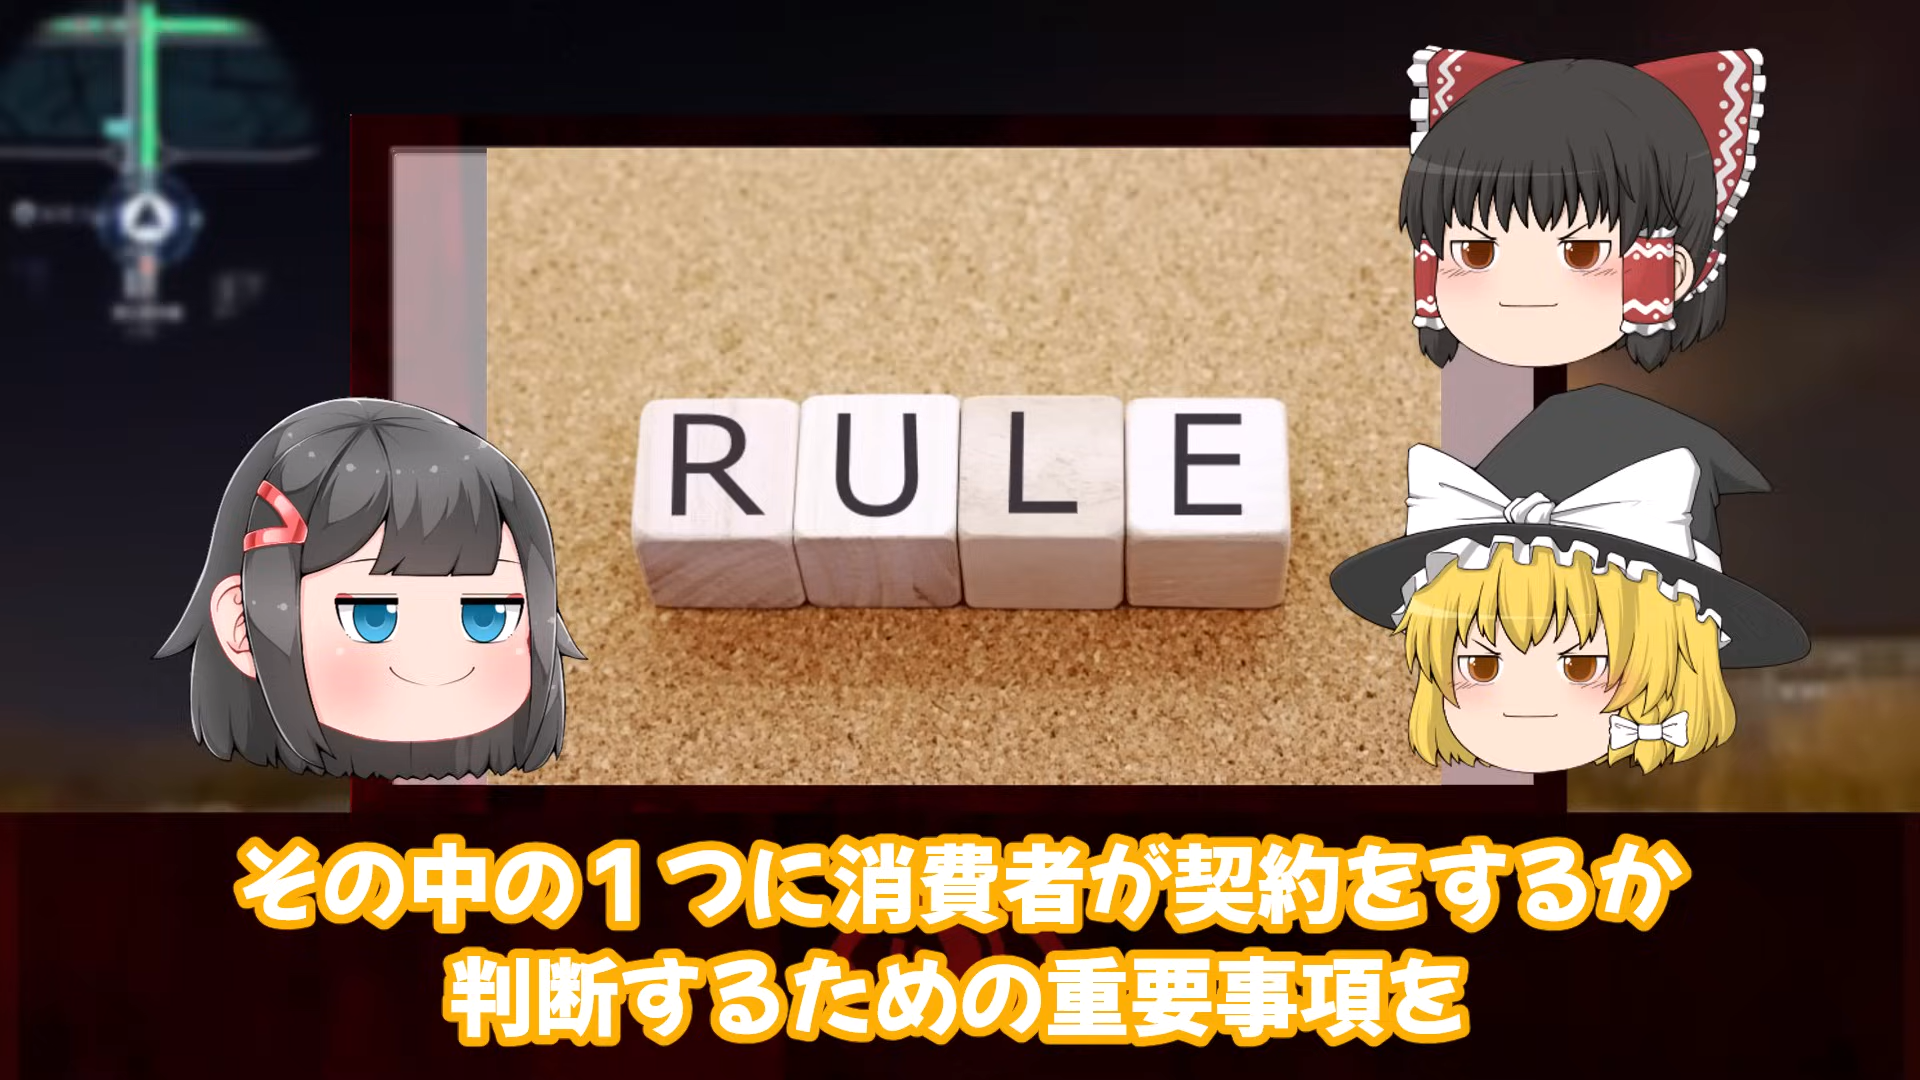 RULE
その中の１つに消費者が契約をするか
判断するための重要事項を